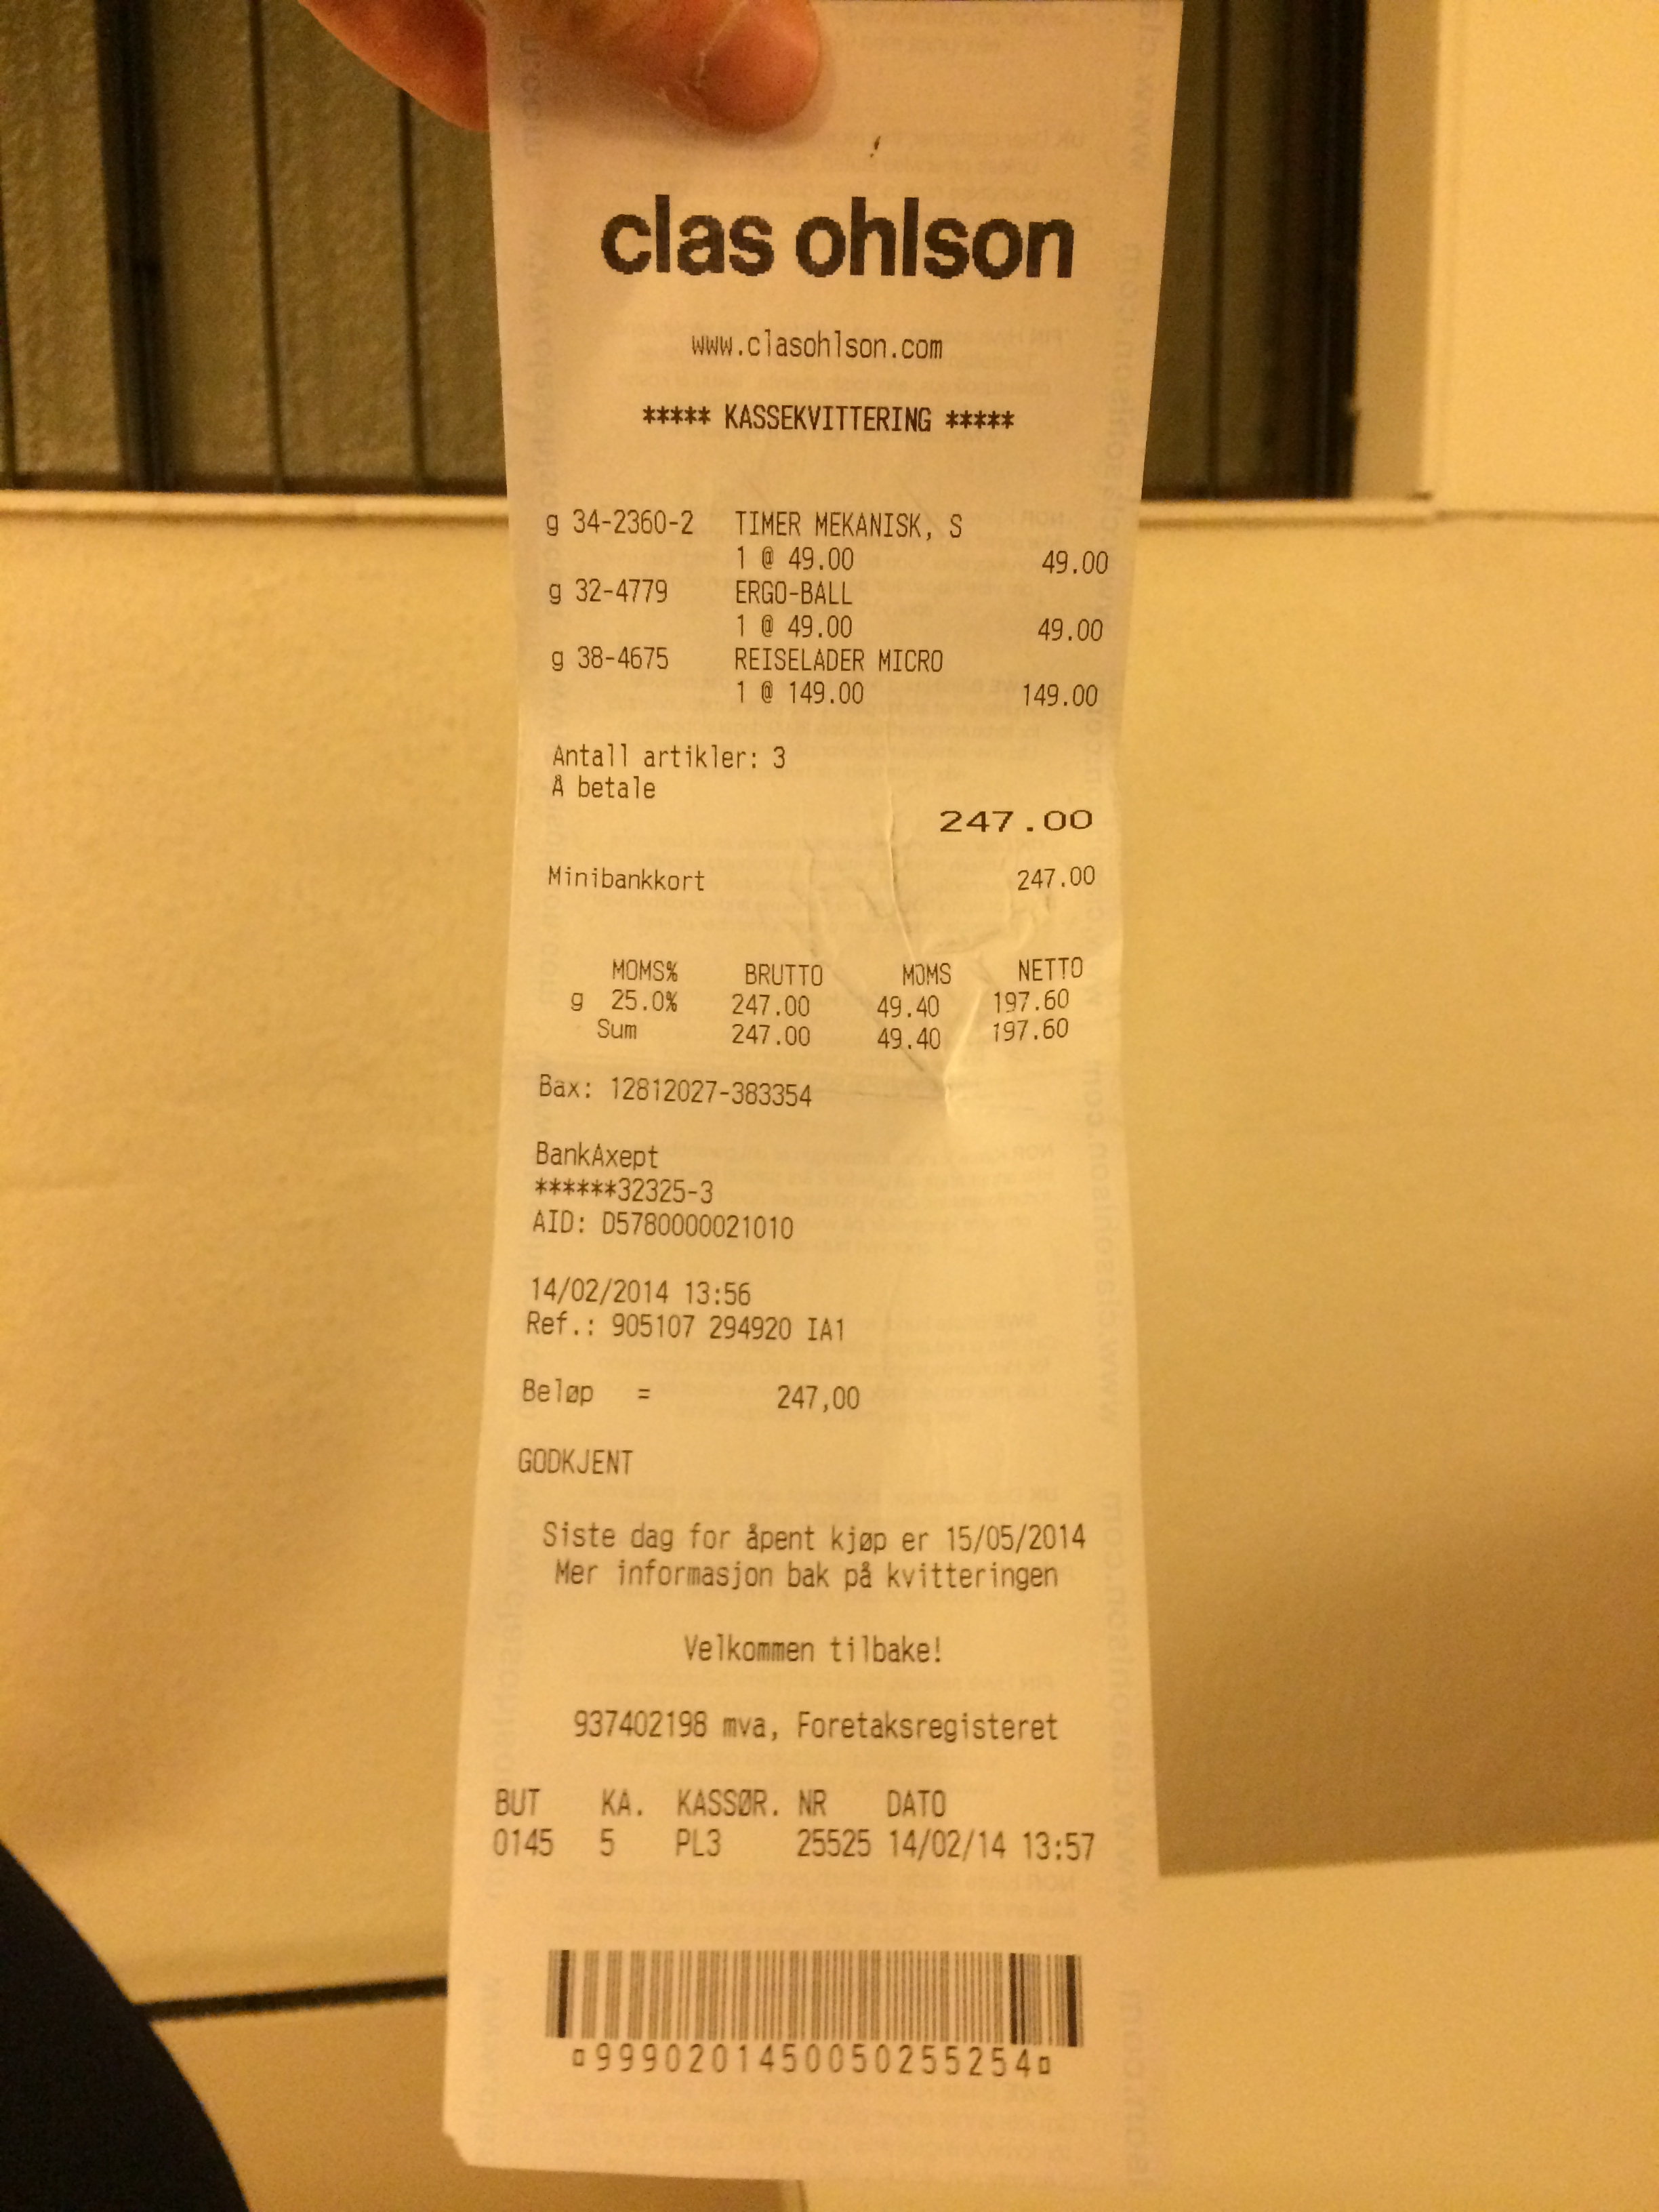 clas ohlson
www.clasohlson.com
***** KASSEKVITTERING *****
g 34-2360-2 TIMER MEKANISK, S
1 @ 49.00 49.00
g 32-4779 ERGO-BALL
1 @ 49.00 49.00
g 38-4675 REISELADER MICRO
1 @ 149.00 149.00
Antall artikler: 3
Å betale
247.00
Minibankkort 247.00
MOMS% BRUTTO MOMS NETTO
g 25.0% 247.00 49.40 197.60
Sum 247.00 49.40 197.60
Bax: 12812027-383354
BankAxept
******32325-3
AID: D5780000021010
14/02/2014 13:56
Ref.: 905107 294920 IA1
Beløp = 247,00
GODKJENT
Siste dag for åpent kjøp er 15/05/2014
Mer informasjon bak på kvitteringen
Velkommen tilbake!
937402198 mva, Foretaksregisteret
BUT KA. KASSØR. NR DATO
0145 5 PL3 25525 14/02/14 13:57
¤9990201450050255254¤